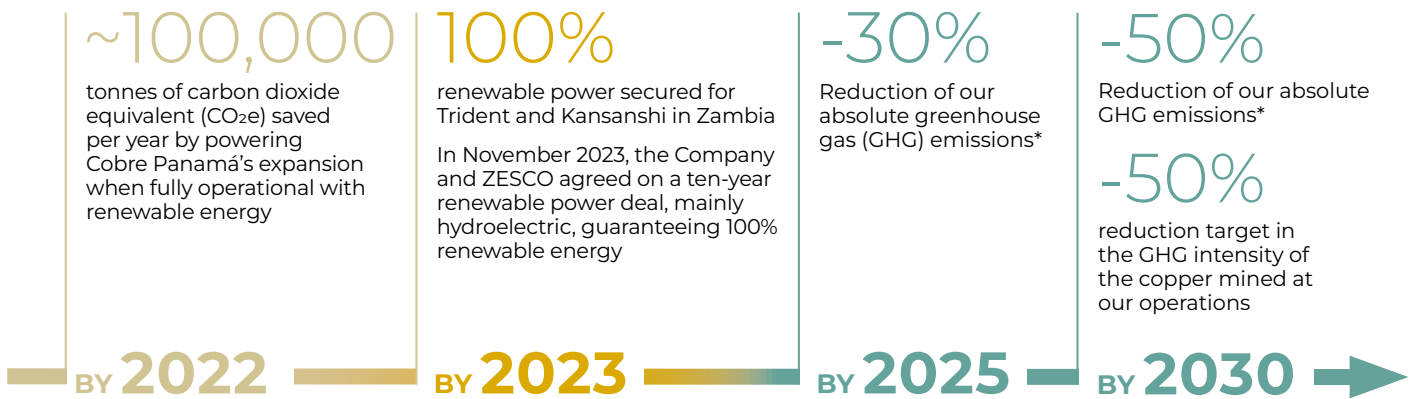 ~100,000
tonnes of carbon dioxide
equivalent (CO₂e) saved
per year by powering
Cobre Panamá’s expansion
when fully operational with
renewable energy
BY 2022
100%
renewable power secured for
Trident and Kansanshi in Zambia
In November 2023, the Company
and ZESCO agreed on a ten-year
renewable power deal, mainly
hydroelectric, guaranteeing 100%
renewable energy
BY 2023
-30%
Reduction of our
absolute greenhouse
gas (GHG) emissions*
BY 2025
-50%
Reduction of our absolute
GHG emissions*
-50%
reduction target in
the GHG intensity of
the copper mined at
our operations
BY 2030